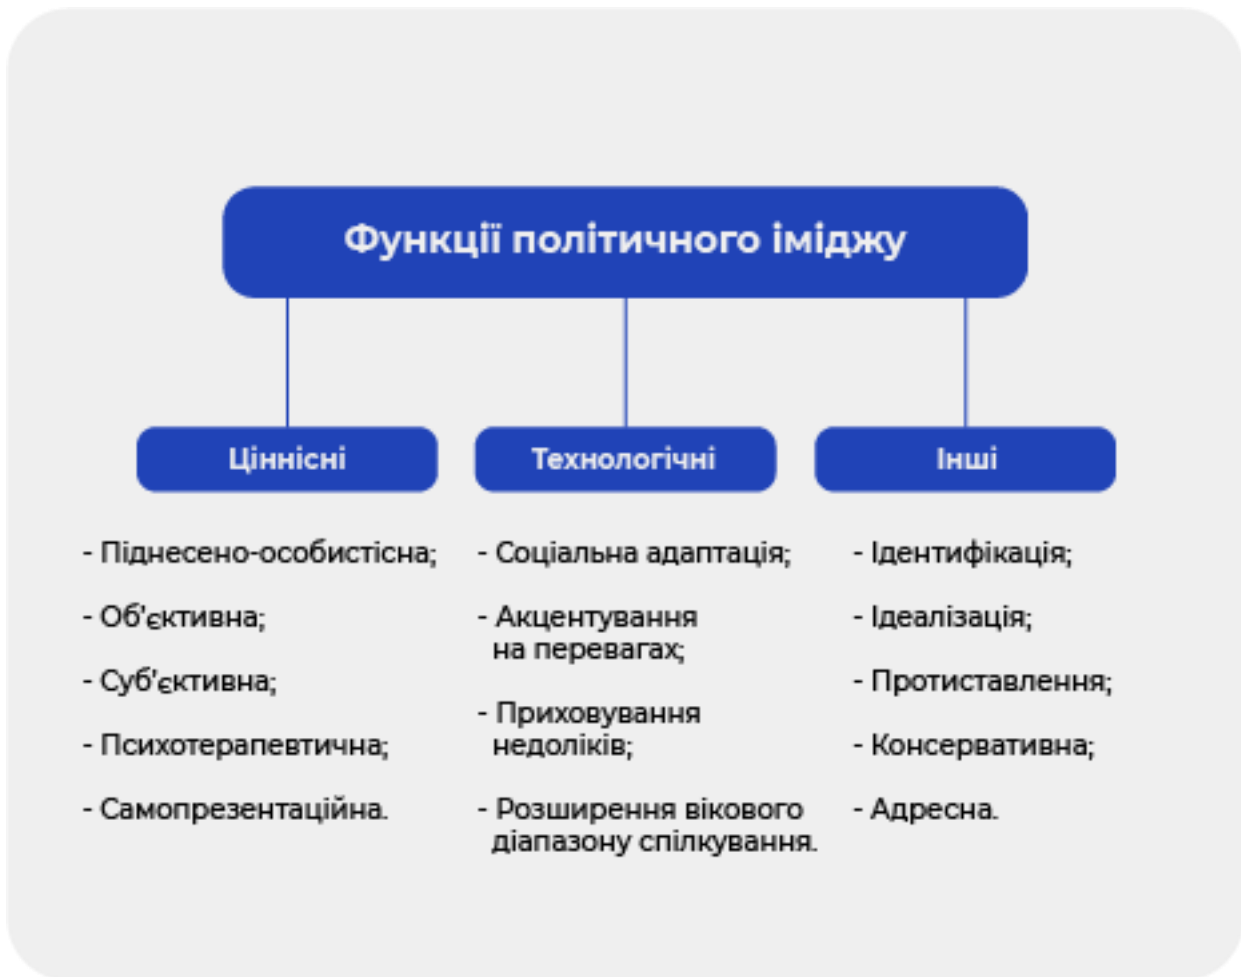 Функції політичного іміджу
Ціннісні
- Піднесено-особистісна;
- Об'єктивна;
- Суб'єктивна;
- Психотерапевтична;
- Самопрезентаційна.
Технологічні
- Соціальна адаптація;
- Акцентування
на перевагах;
- Приховування
недоліків;
- Розширення вікового
діапазону спілкування.
Інші
- Ідентифікація;
- Ідеалізація;
- Протиставлення;
- Консервативна;
- Адресна.